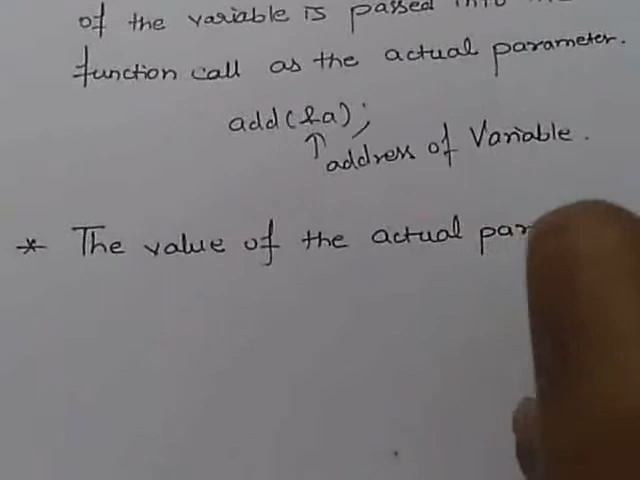 of the variable is passed
function call as the actual parameter.
add(&a);
↑ address of Variable.
* The value of the actual par